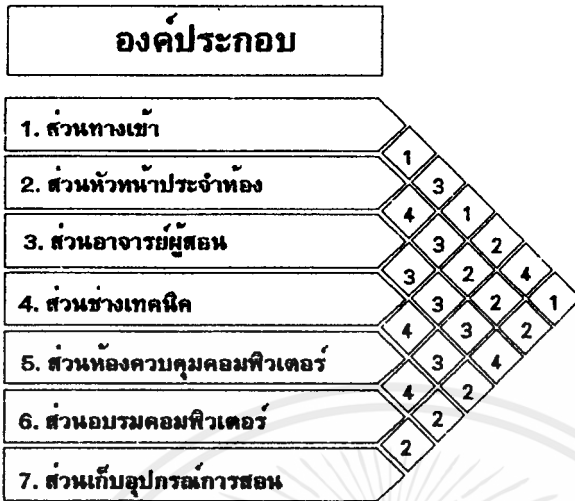 องค์ประกอบ
1. ส่วนทางเข้า
1
2. ส่วนหัวหน้าประจำห้อง 3
4 1
3. ส่วนอาจารย์ผู้สอน 3 2
3 2 4
4. ส่วนช่างเทคนิค 3 2 1
4 3 2
5. ส่วนห้องควบคุมคอมพิวเตอร์ 3 4
4 2
6. ส่วนอบรมคอมพิวเตอร์ 2
2
7. ส่วนเก็บอุปกรณ์การสอน